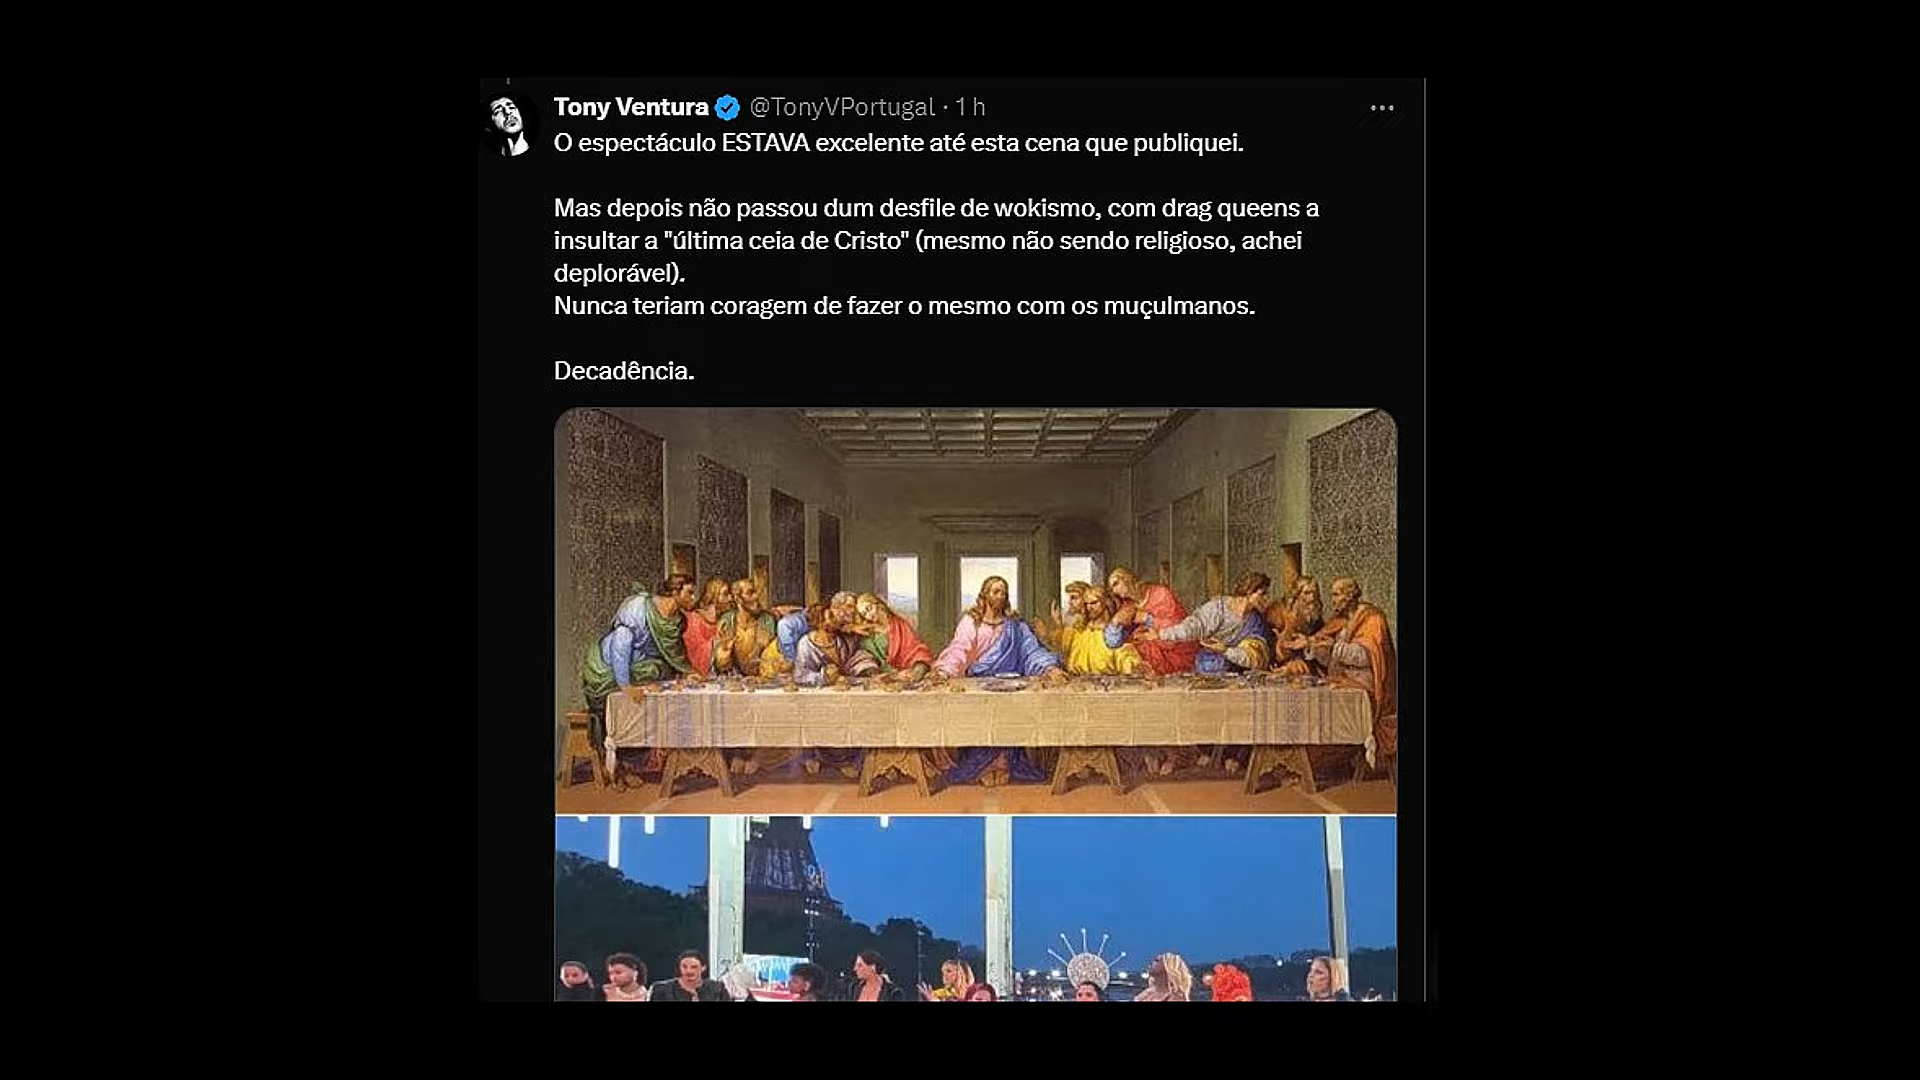 Tony Ventura @TonyVPortugal · 1 h
O espectáculo ESTAVA excelente até esta cena que publiquei.
Mas depois não passou dum desfile de wokismo, com drag queens a
insultar a "última ceia de Cristo" (mesmo não sendo religioso, achei
deplorável).
Nunca teriam coragem de fazer o mesmo com os muçulmanos.
Decadência.